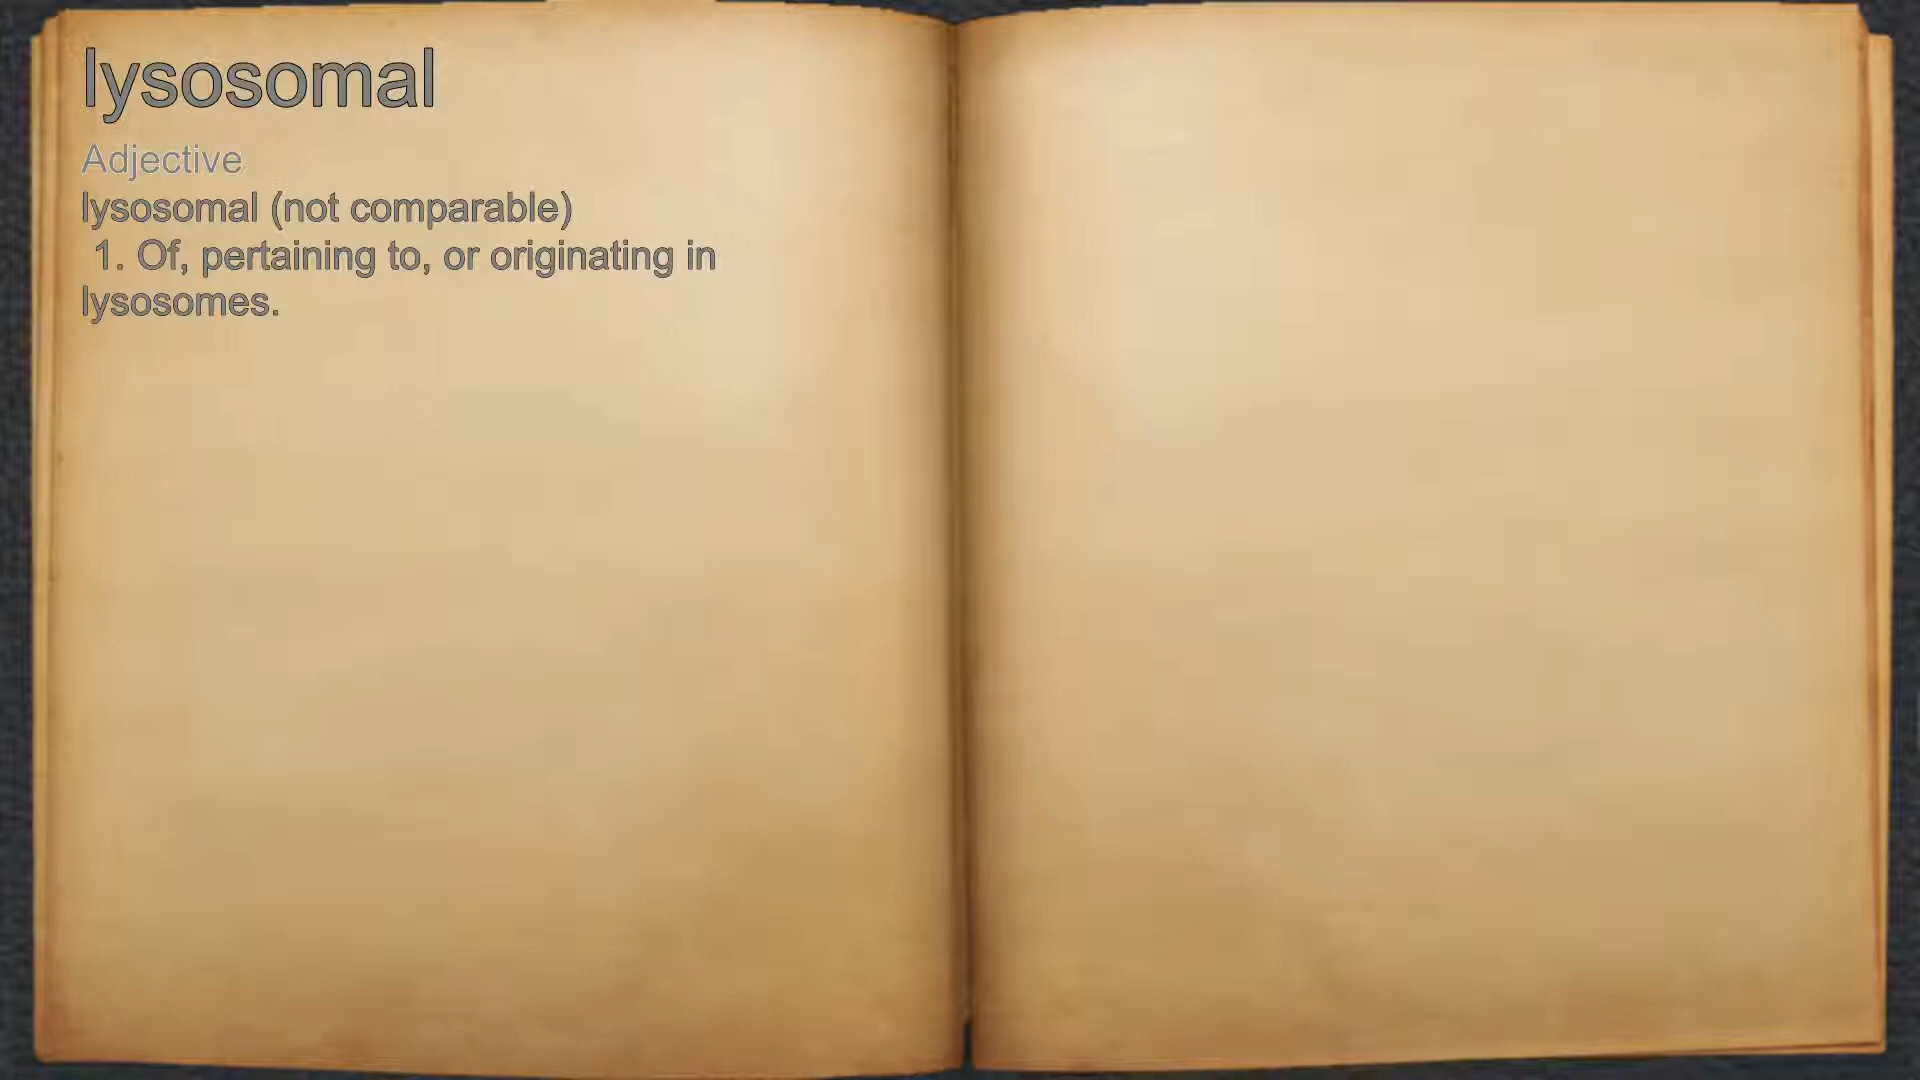 lysosomal
Adjective
lysosomal (not comparable)
1. Of, pertaining to, or originating in
lysosomes.